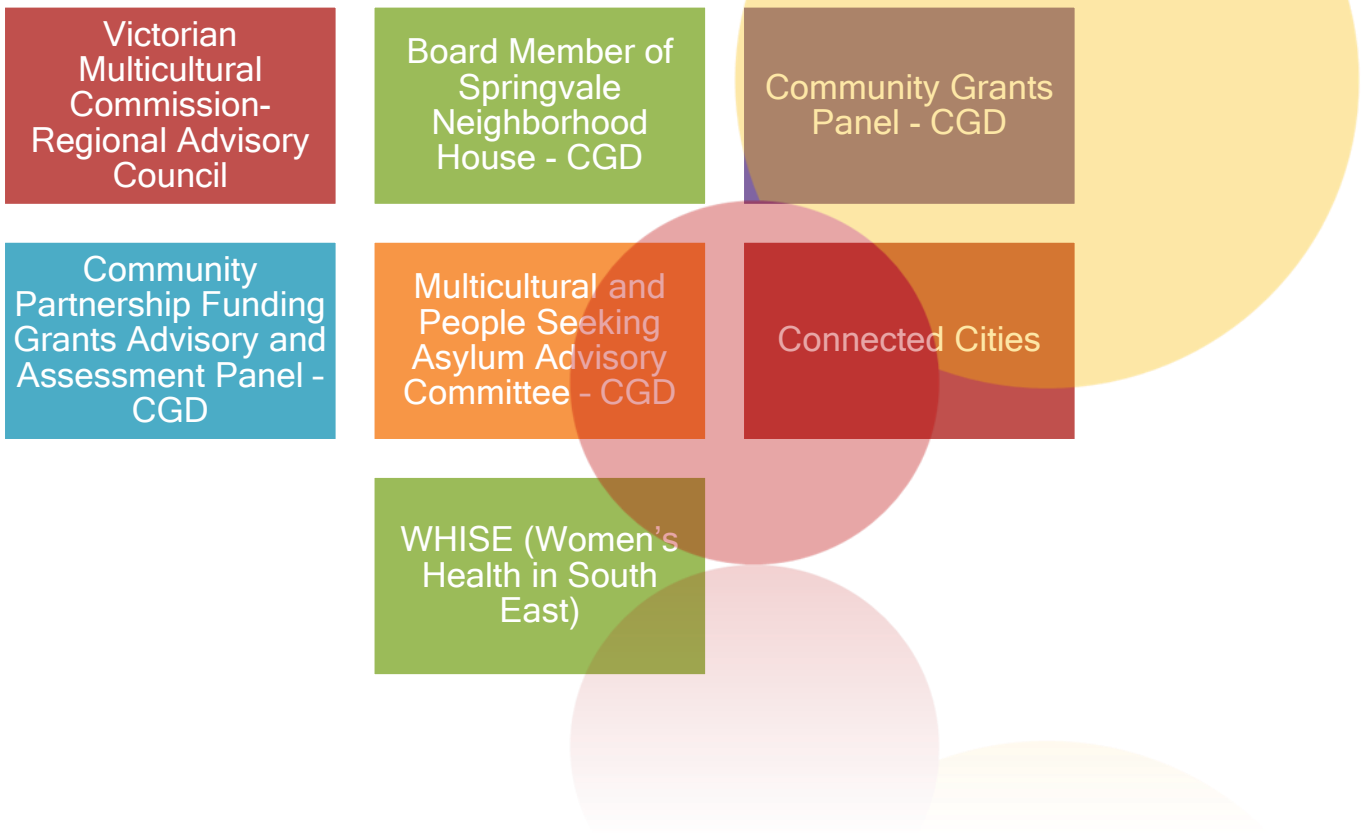 Victorian
Multicultural
Commission-
Regional Advisory
Council
Board Member of
Springvale
Neighborhood
House - CGD
Community Grants
Panel - CGD
Community
Partnership Funding
Grants Advisory and
Assessment Panel –
CGD
Multicultural and
People Seeking
Asylum Advisory
Committee - CGD
Connected Cities
WHISE (Women’s
Health in South
East)